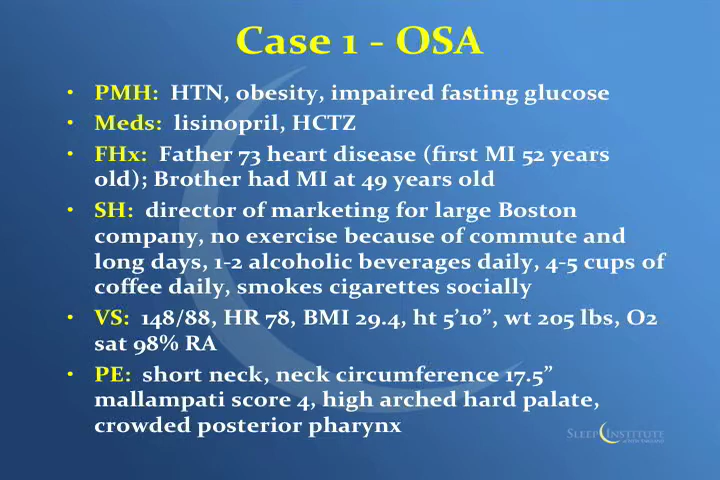 Case 1 - OSA
• PMH: HTN, obesity, impaired fasting glucose
• Meds: lisinopril, HCTZ
• FHx: Father 73 heart disease (first MI 52 years
old); Brother had MI at 49 years old
• SH: director of marketing for large Boston
company, no exercise because of commute and
long days, 1-2 alcoholic beverages daily, 4-5 cups of
coffee daily, smokes cigarettes socially
• VS: 148/88, HR 78, BMI 29.4, ht 5’10”, wt 205 lbs, O2
sat 98% RA
• PE: short neck, neck circumference 17.5”
mallampati score 4, high arched hard palate,
crowded posterior pharynx
SLEEP INSTITUTE